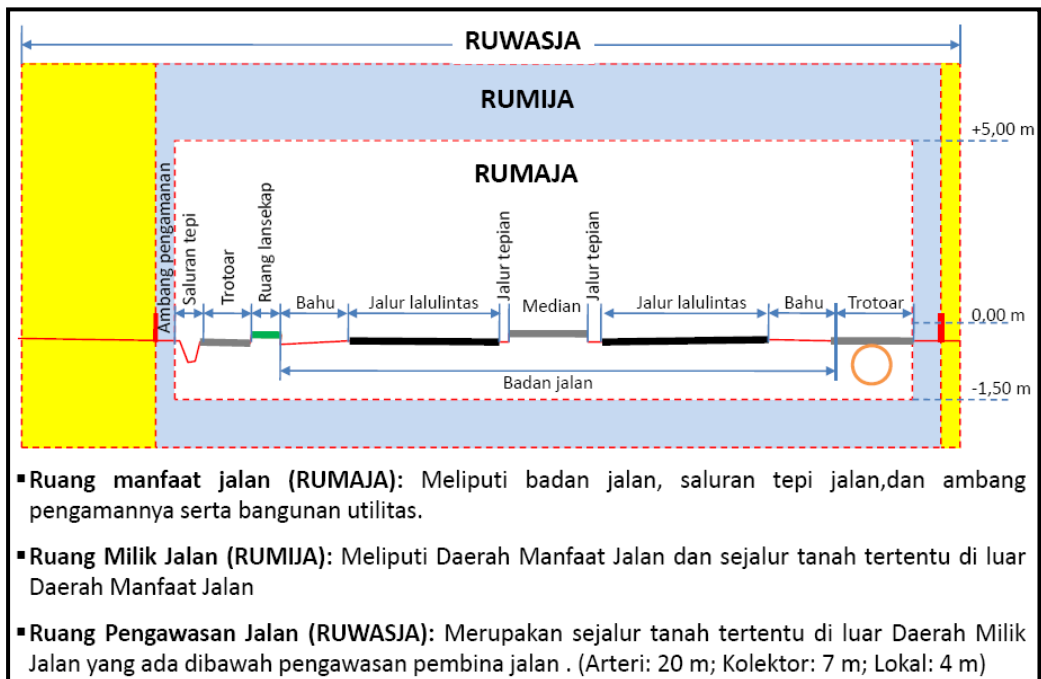 RUWASJA
RUMIJA
+5,00 m
RUMAJA
Ambang pengamanan
Saluran tepi
Trotoar
Ruang lansekap
Bahu
Jalur lalulintas
Jalur tepian
Median
Jalur tepian
Jalur lalulintas
Bahu
Trotoar
0,00 m
Badan jalan
-1,50 m
▪Ruang manfaat jalan (RUMAJA): Meliputi badan jalan, saluran tepi jalan,dan ambang
pengamannya serta bangunan utilitas.
▪Ruang Milik Jalan (RUMIJA): Meliputi Daerah Manfaat Jalan dan sejalur tanah tertentu di luar
Daerah Manfaat Jalan
▪Ruang Pengawasan Jalan (RUWASJA): Merupakan sejalur tanah tertentu di luar Daerah Milik
Jalan yang ada dibawah pengawasan pembina jalan . (Arteri: 20 m; Kolektor: 7 m; Lokal: 4 m)